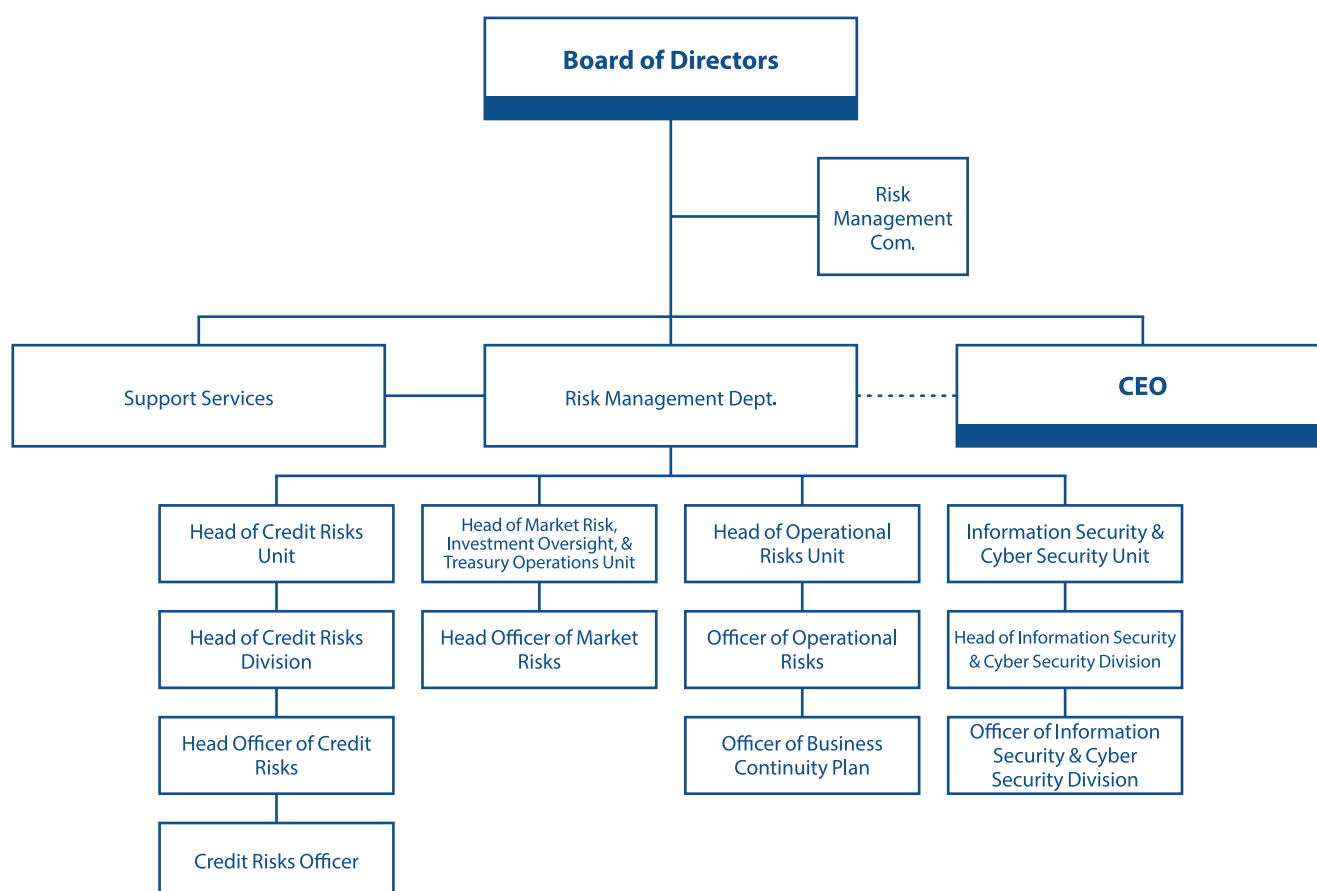 Board of Directors
Risk
Management
Com.
Support Services
Risk Management Dept.
CEO
Head of Credit Risks
Unit
Head of Market Risk,
Investment Oversight, &
Treasury Operations Unit
Head of Operational
Risks Unit
Information Security &
Cyber Security Unit
Head of Credit Risks
Division
Head Officer of Market
Risks
Officer of Operational
Risks
Head of Information Security
& Cyber Security Division
Head Officer of Credit
Risks
Officer of Business
Continuity Plan
Officer of Information
Security & Cyber
Security Division
Credit Risks Officer